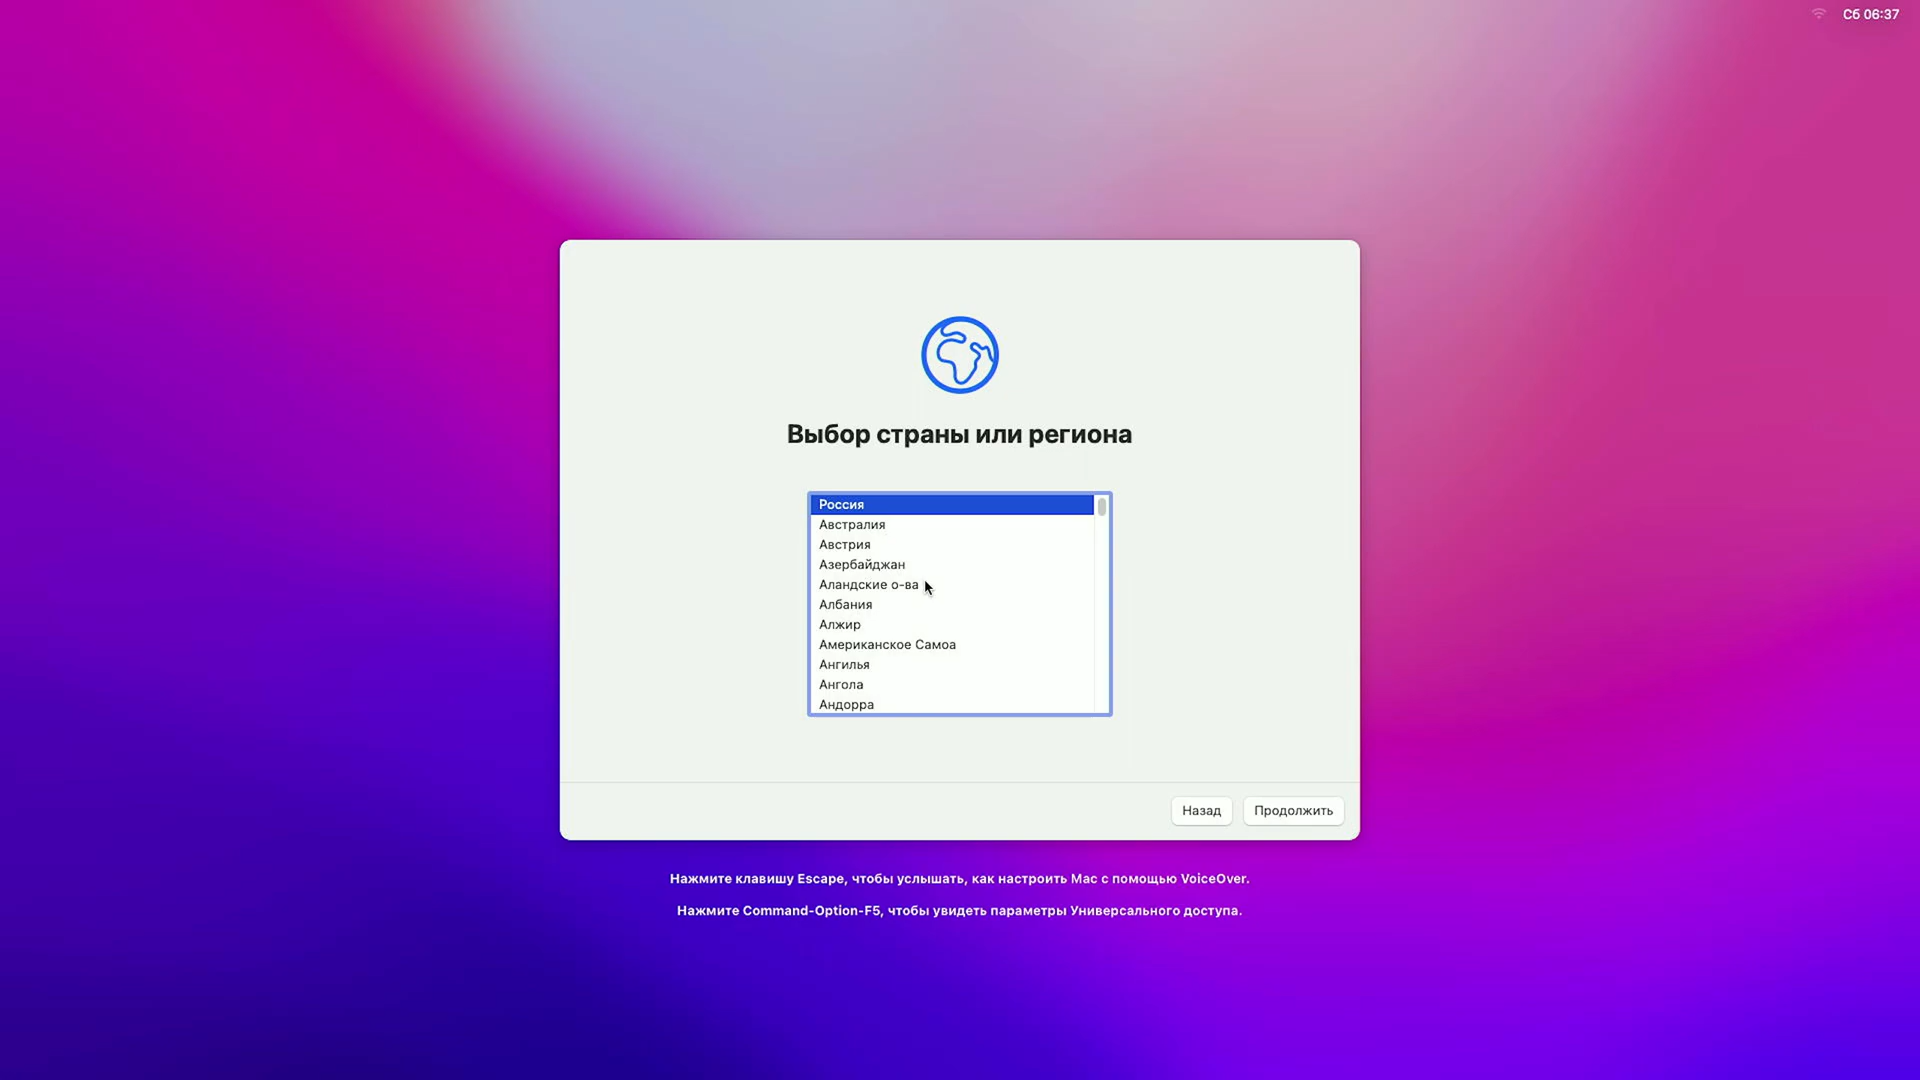 Сб 06:37
Выбор страны или региона
Россия
Австралия
Австрия
Азербайджан
Аландские о-ва
Албания
Алжир
Американское Самоа
Ангилья
Ангола
Андорра
Назад
Продолжить
Нажмите клавишу Escape, чтобы услышать, как настроить Mac с помощью VoiceOver.
Нажмите Command-Option-F5, чтобы увидеть параметры Универсального доступа.